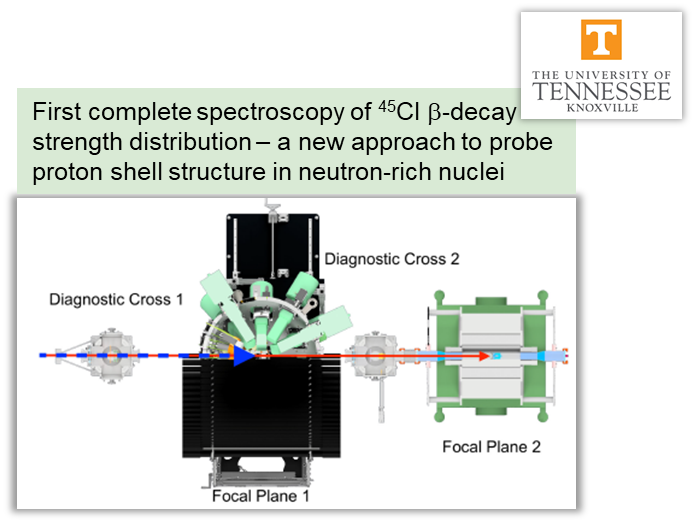 T
THE UNIVERSITY OF
TENNESSEE
KNOXVILLE
First complete spectroscopy of ⁴⁵Cl β-decay
strength distribution – a new approach to probe
proton shell structure in neutron-rich nuclei
Diagnostic Cross 2
Diagnostic Cross 1
Focal Plane 2
Focal Plane 1